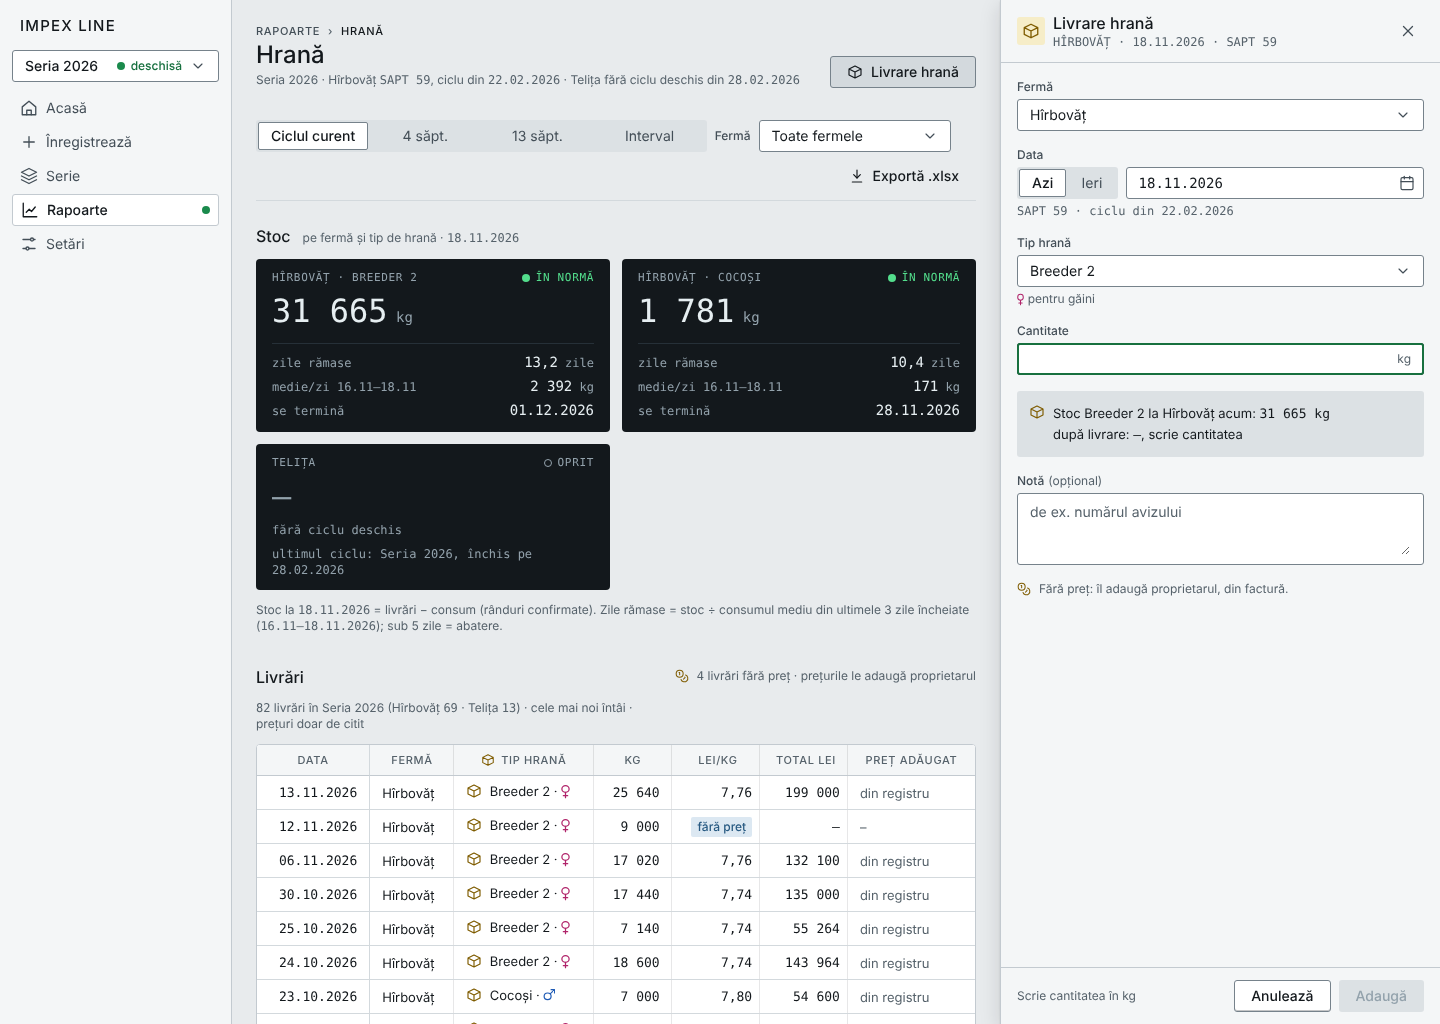 IMPEX LINE
Seria 2026 deschisă
Acasă
Înregistrează
Serie
Rapoarte
Setări
RAPOARTE › HRANĂ
Hrană
Seria 2026 · Hîrbovăț SAPT 59, ciclu din 22.02.2026 · Telița fără ciclu deschis din 28.02.2026
Livrare hrană
Ciclul curent 4 săpt. 13 săpt. Interval Fermă Toate fermele
Exportă .xlsx
Stoc pe fermă și tip de hrană · 18.11.2026
HÎRBOVĂȚ · BREEDER 2 ÎN NORMĂ
31 665 kg
zile rămase 13,2 zile
medie/zi 16.11–18.11 2 392 kg
se termină 01.12.2026
HÎRBOVĂȚ · COCOȘI ÎN NORMĂ
1 781 kg
zile rămase 10,4 zile
medie/zi 16.11–18.11 171 kg
se termină 28.11.2026
TELIȚA OPRIT
—
fără ciclu deschis
ultimul ciclu: Seria 2026, închis pe
28.02.2026
Stoc la 18.11.2026 = livrări − consum (rânduri confirmate). Zile rămase = stoc ÷ consumul mediu din ultimele 3 zile încheiate
(16.11–18.11.2026); sub 5 zile = abatere.
Livrări
4 livrări fără preț · prețurile le adaugă proprietarul
82 livrări în Seria 2026 (Hîrbovăț 69 · Telița 13) · cele mai noi întâi ·
prețuri doar de citit
DATA FERMĂ TIP HRANĂ KG LEI/KG TOTAL LEI PREȚ ADĂUGAT
13.11.2026 Hîrbovăț Breeder 2 · ♀ 25 640 7,76 199 000 din registru
12.11.2026 Hîrbovăț Breeder 2 · ♀ 9 000 fără preț – –
06.11.2026 Hîrbovăț Breeder 2 · ♀ 17 020 7,76 132 100 din registru
30.10.2026 Hîrbovăț Breeder 2 · ♀ 17 440 7,74 135 000 din registru
25.10.2026 Hîrbovăț Breeder 2 · ♀ 7 140 7,74 55 264 din registru
24.10.2026 Hîrbovăț Breeder 2 · ♀ 18 600 7,74 143 964 din registru
23.10.2026 Hîrbovăț Cocoși · ♂ 7 000 7,80 54 600 din registru
Livrare hrană
HÎRBOVĂȚ · 18.11.2026 · SAPT 59
Fermă
Hîrbovăț
Data
Azi Ieri 18.11.2026
SAPT 59 · ciclu din 22.02.2026
Tip hrană
Breeder 2
♀ pentru găini
Cantitate
kg
Stoc Breeder 2 la Hîrbovăț acum: 31 665 kg
după livrare: –, scrie cantitatea
Notă (opțional)
de ex. numărul avizului
Fără preț: îl adaugă proprietarul, din factură.
Scrie cantitatea în kg Anulează Adaugă